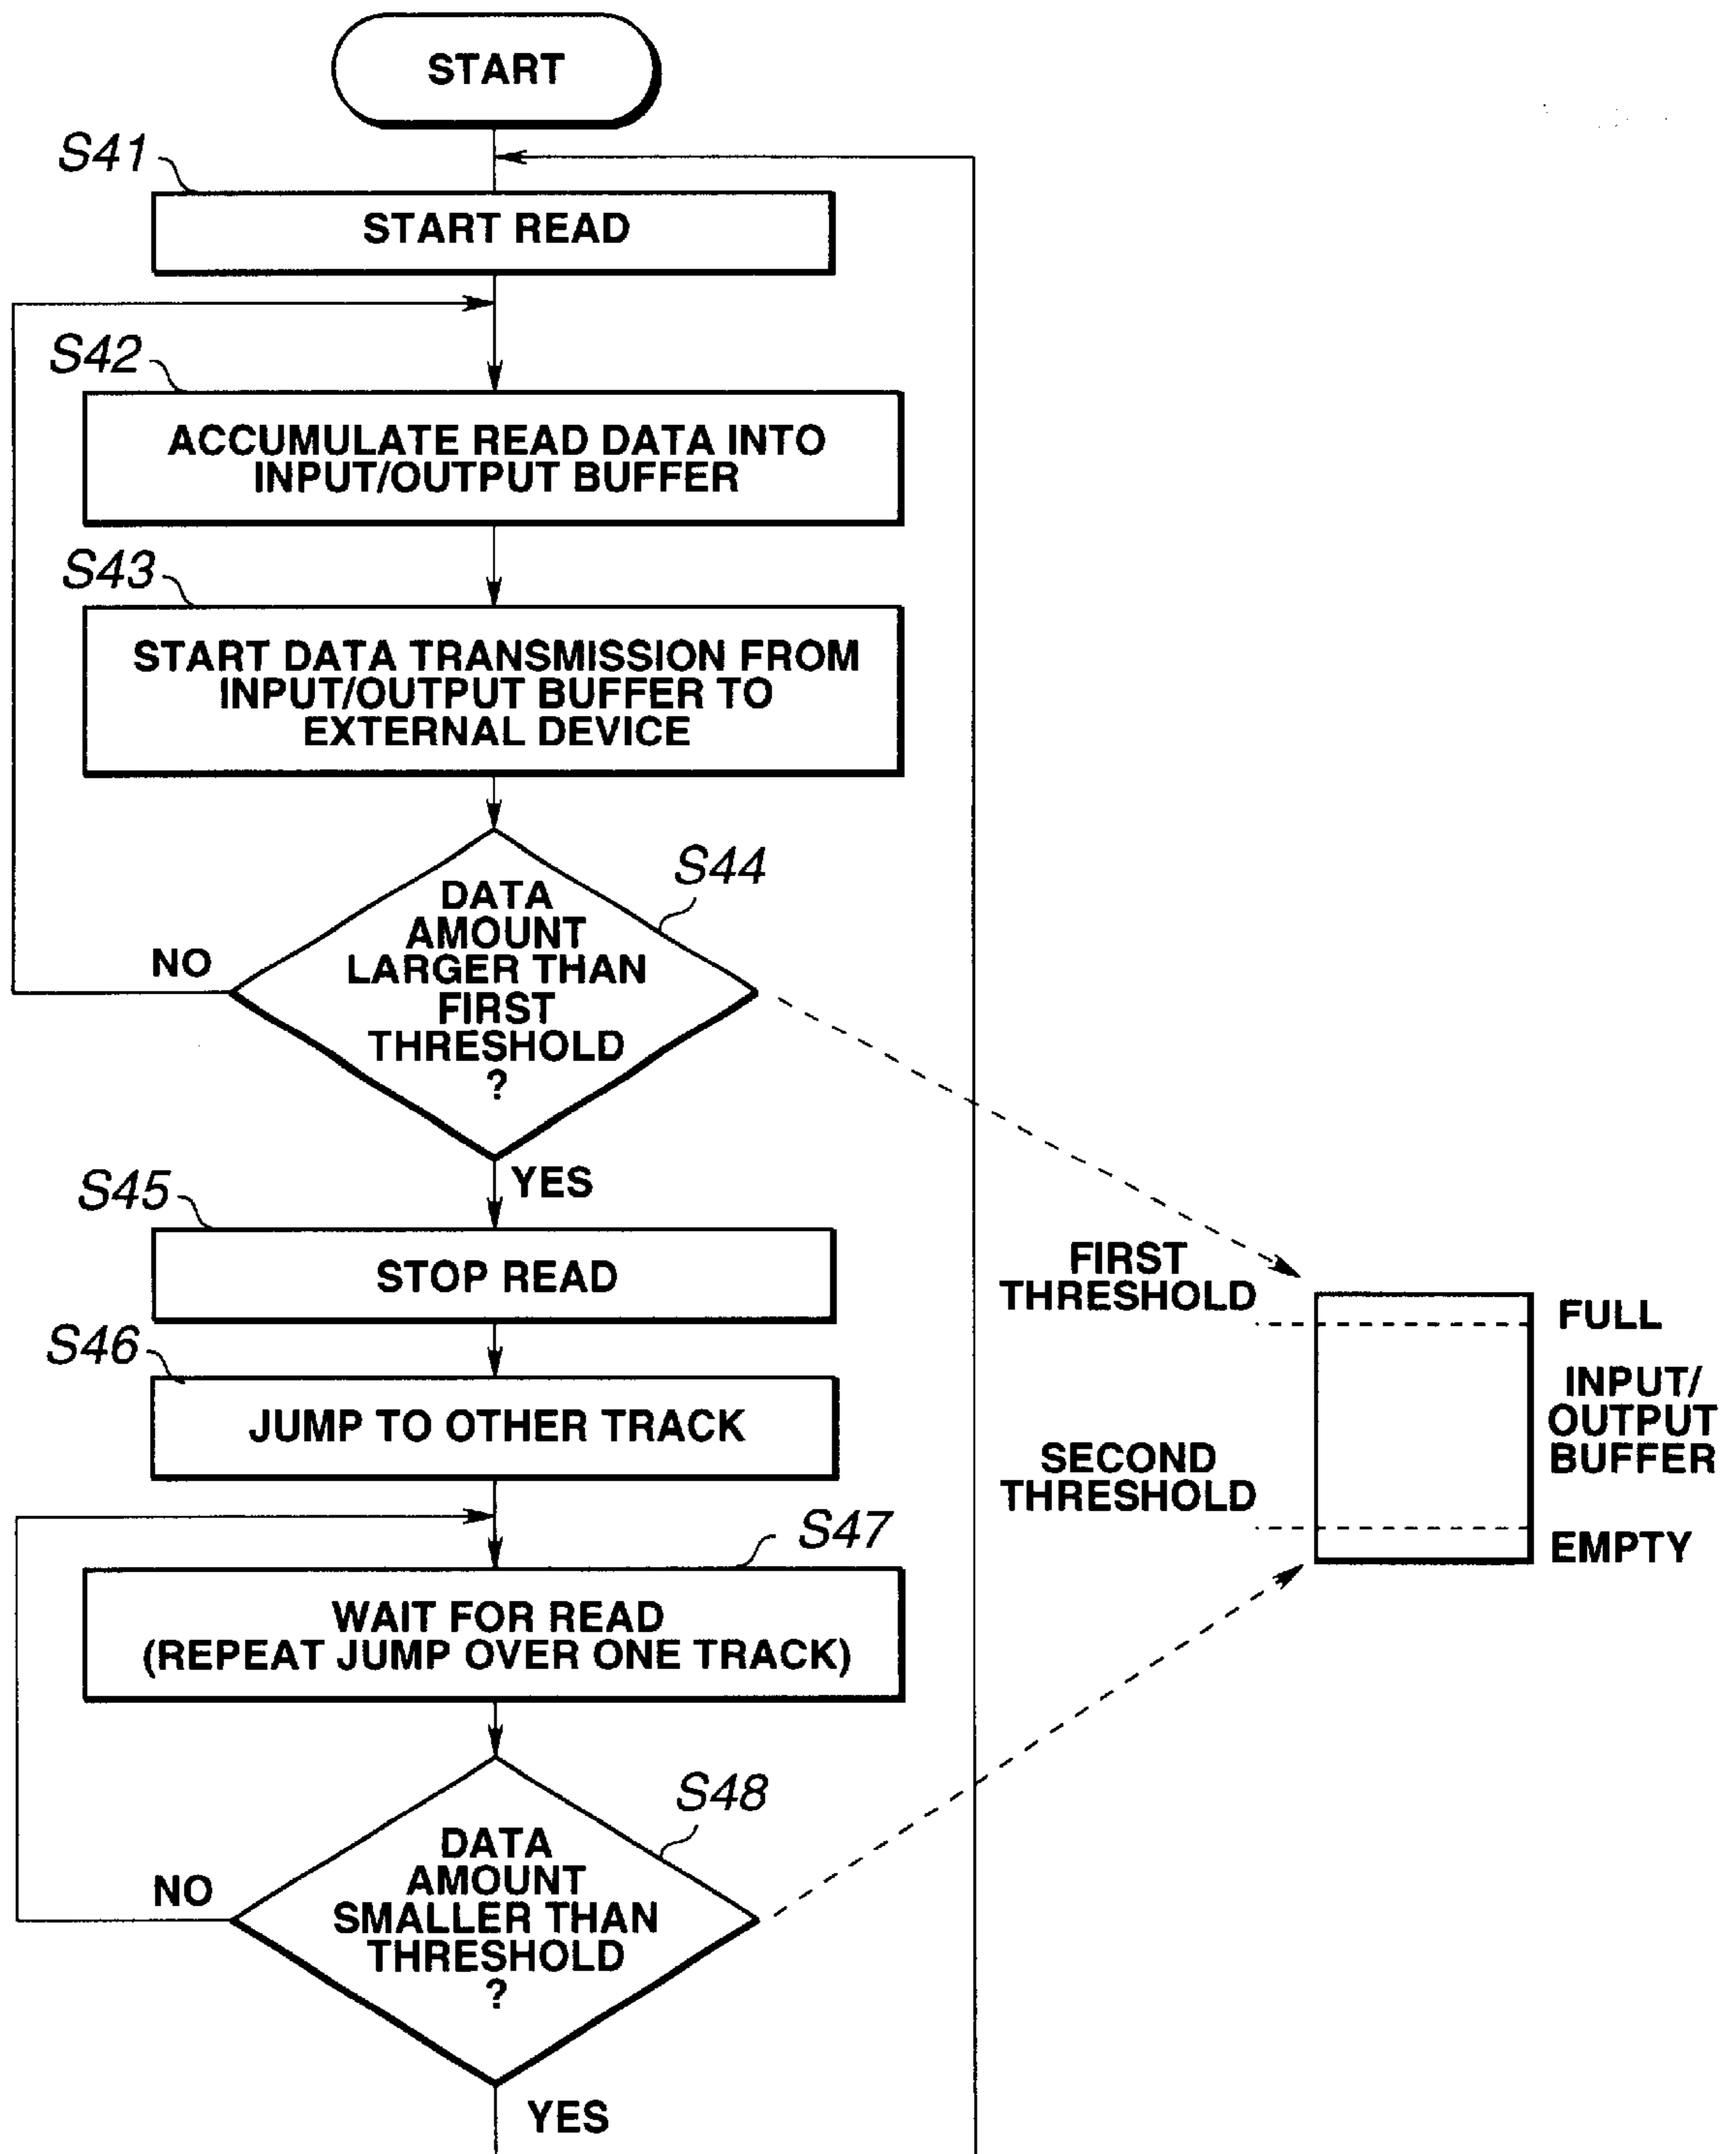 START
S41
START READ
S42
ACCUMULATE READ DATA INTO
INPUT/OUTPUT BUFFER
S43
START DATA TRANSMISSION FROM
INPUT/OUTPUT BUFFER TO
EXTERNAL DEVICE
S44
DATA
AMOUNT
LARGER THAN
FIRST
THRESHOLD
?
NO
YES
S45
STOP READ
S46
JUMP TO OTHER TRACK
S47
WAIT FOR READ
(REPEAT JUMP OVER ONE TRACK)
S48
DATA
AMOUNT
SMALLER THAN
THRESHOLD
?
NO
YES
FIRST
THRESHOLD
FULL
INPUT/
OUTPUT
BUFFER
SECOND
THRESHOLD
EMPTY